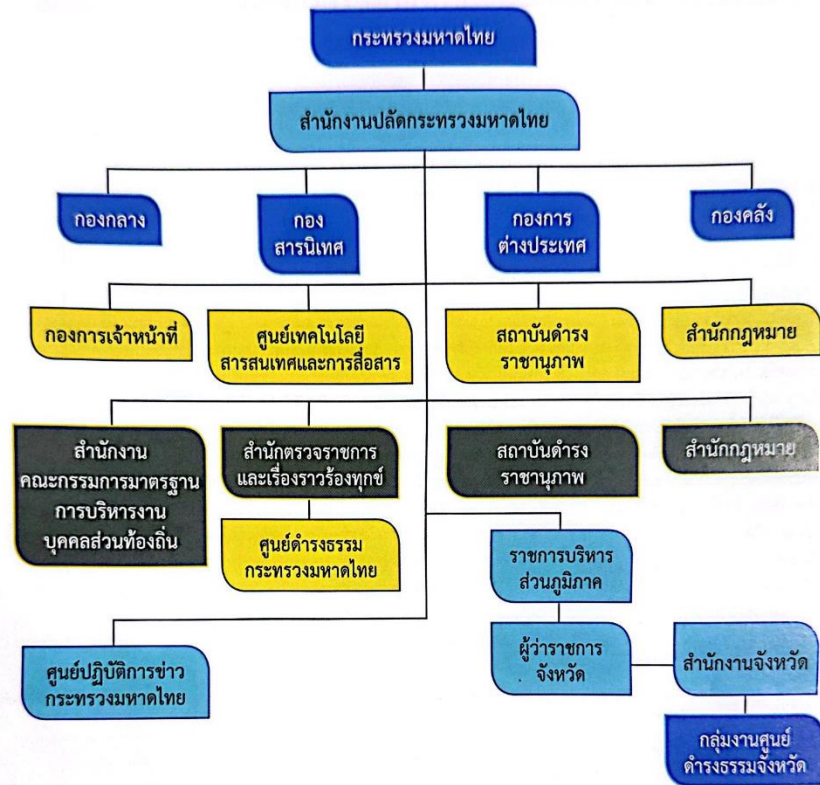 กระทรวงมหาดไทย
สำนักงานปลัดกระทรวงมหาดไทย
กองกลาง
กอง
สารนิเทศ
กองการ
ต่างประเทศ
กองคลัง
กองการเจ้าหน้าที่
ศูนย์เทคโนโลยี
สารสนเทศและการสื่อสาร
สถาบันดำรง
ราชานุภาพ
สำนักกฎหมาย
สำนักงาน
คณะกรรมการมาตรฐาน
การบริหารงาน
บุคคลส่วนท้องถิ่น
สำนักตรวจราชการ
และเรื่องราวร้องทุกข์
สถาบันดำรง
ราชานุภาพ
สำนักกฎหมาย
ศูนย์ดำรงธรรม
กระทรวงมหาดไทย
ราชการบริหาร
ส่วนภูมิภาค
ศูนย์ปฏิบัติการข่าว
กระทรวงมหาดไทย
ผู้ว่าราชการ
จังหวัด
สำนักงานจังหวัด
กลุ่มงานศูนย์
ดำรงธรรมจังหวัด